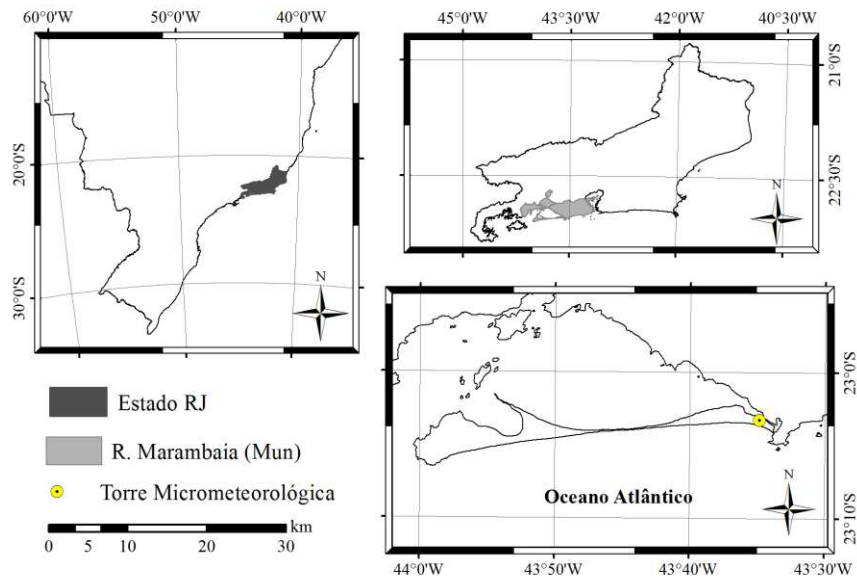 60°0'W 50°0'W 40°0'W
20°0'S
30°0'S
N
45°0'W 43°30'W 42°0'W 40°30'W
21°0'S
22°30'S
N
23°0'S
23°10'S
Oceano Atlântico
N
44°0'W 43°50'W 43°40'W 43°30'W
Estado RJ
R. Marambaia (Mun)
Torre Micrometeorológica
km
0 5 10 20 30